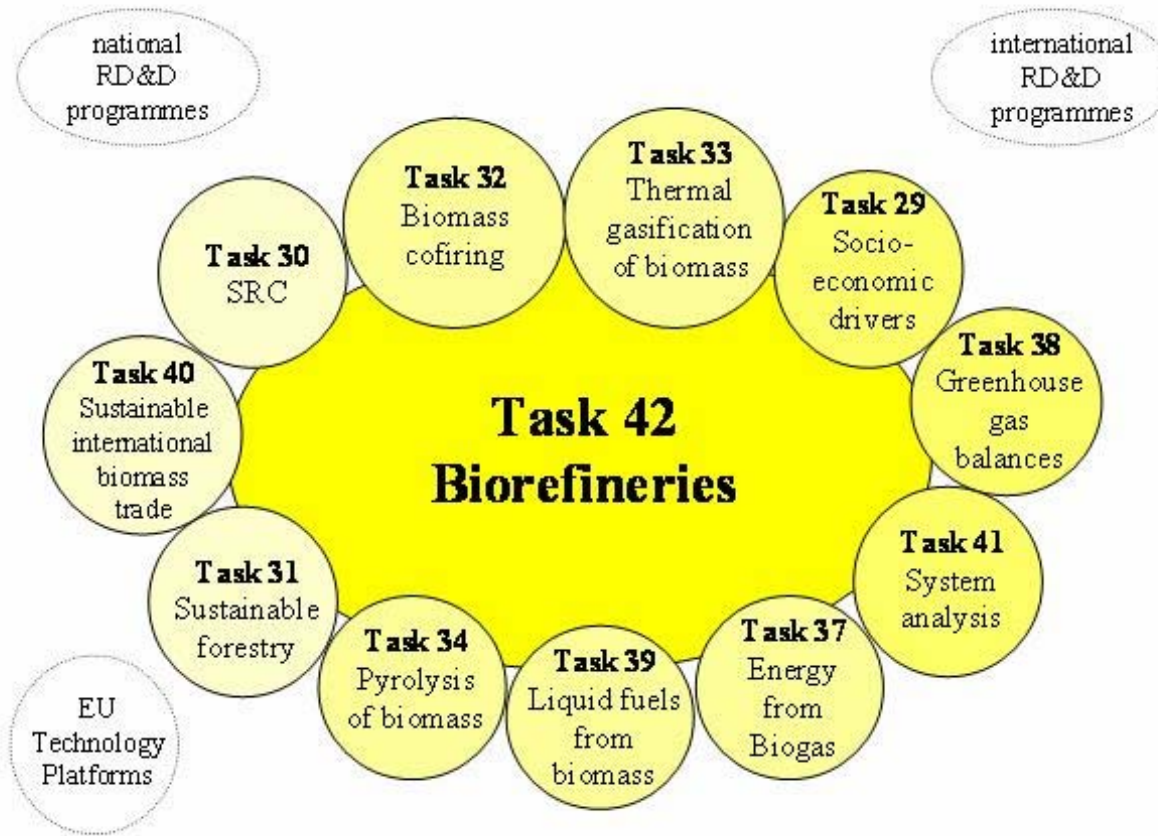 national
RD&D
programmes
international
RD&D
programmes
Task 32
Biomass
cofiring
Task 33
Thermal
gasification
of biomass
Task 29
Socio-
economic
drivers
Task 30
SRC
Task 38
Greenhouse
gas
balances
Task 40
Sustainable
international
biomass
trade
Task 42
Biorefineries
Task 41
System
analysis
Task 31
Sustainable
forestry
Task 34
Pyrolysis
of biomass
Task 39
Liquid fuels
from
biomass
Task 37
Energy
from
Biogas
EU
Technology
Platforms